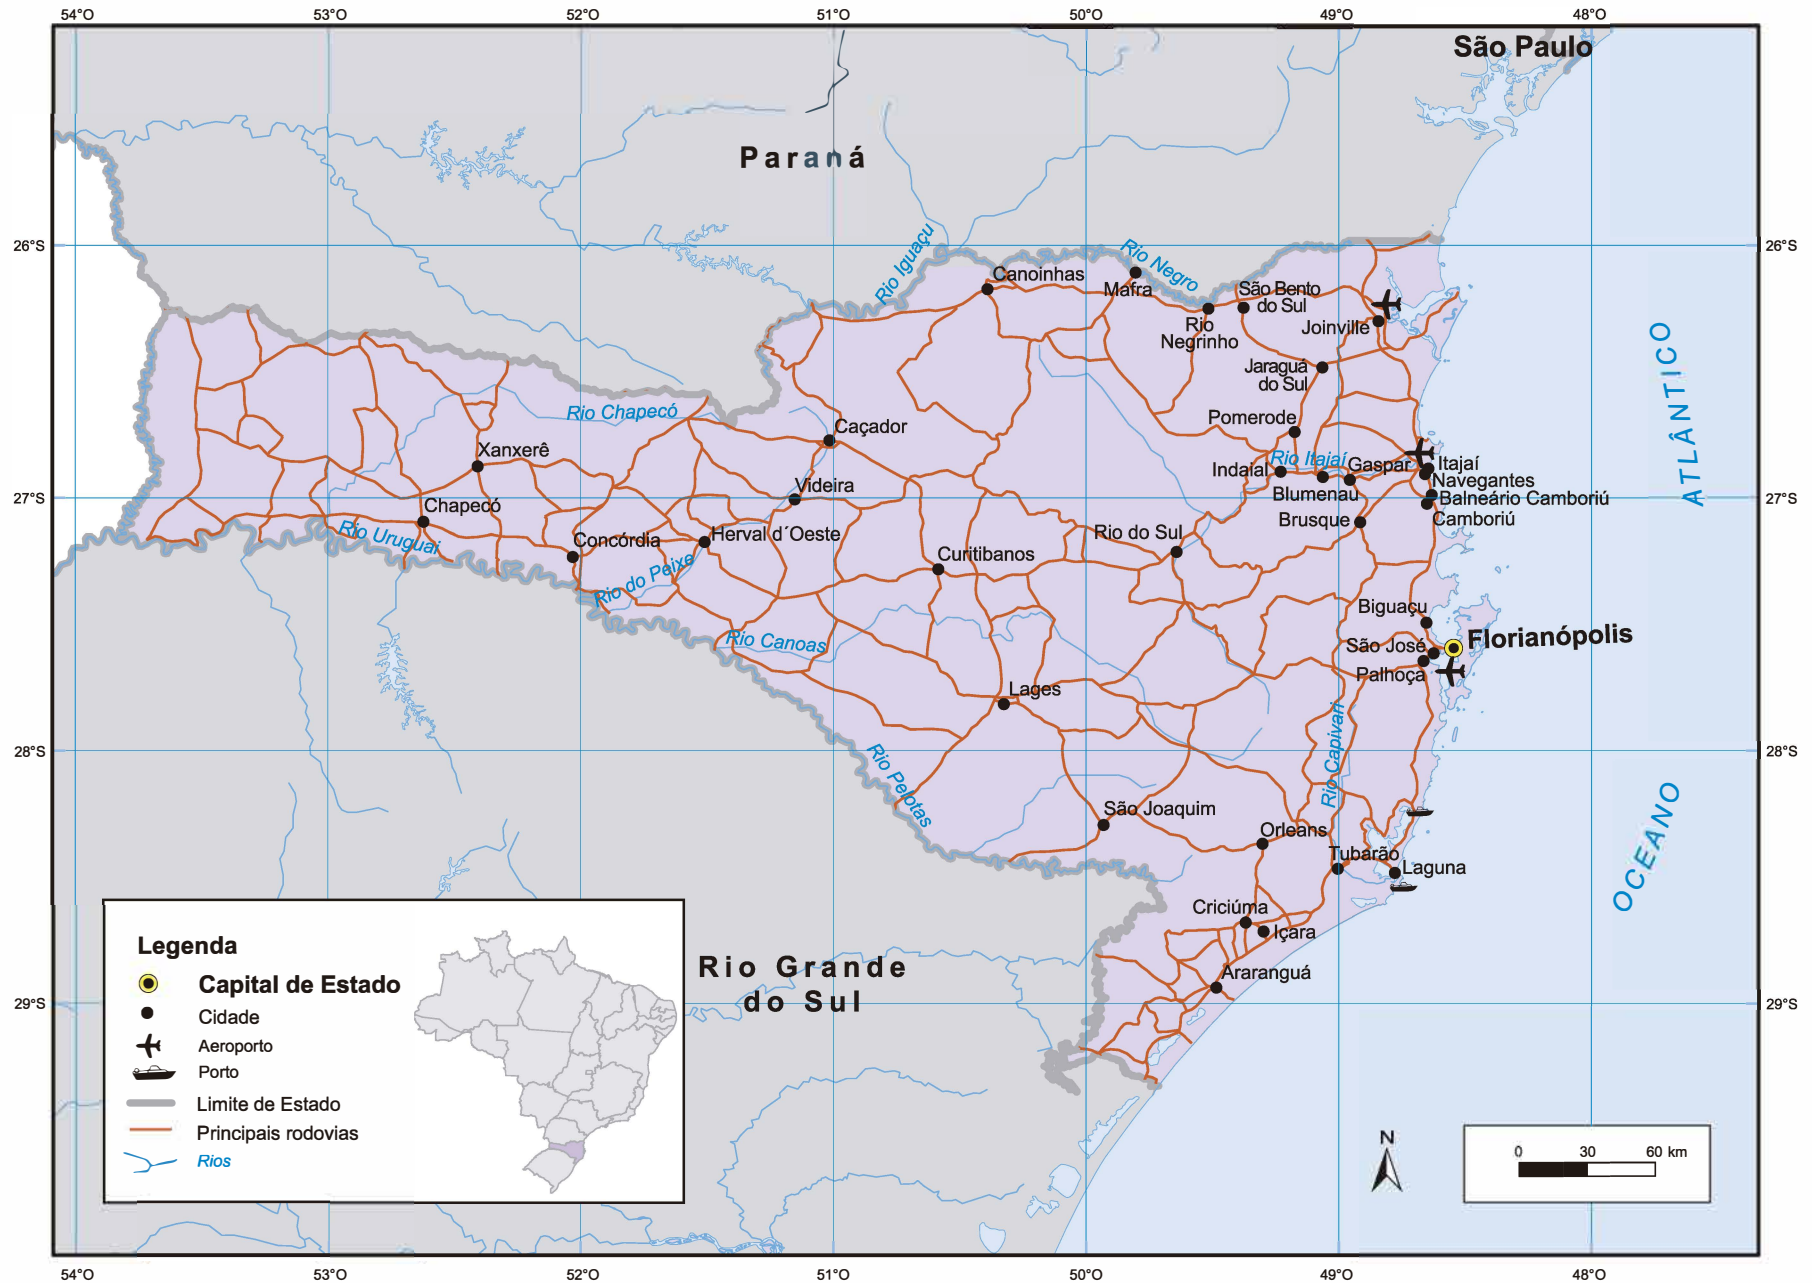 54°O 53°O 52°O 51°O 50°O 49°O 48°O
São Paulo
Paraná
26°S
26°S
Rio Iguaçu
Rio Negro
Canoinhas
Mafra
São Bento
do Sul
Rio
Negrinho
Joinville
Jaraguá
do Sul
Pomerode
Rio Chapecó
Caçador
Xanxerê
Rio Itajaí
Indaial
Gaspar
Itajaí
Navegantes
Blumenau
Balneário Camboriú
27°S
27°S
Videira
Chapecó
Camboriú
Brusque
Rio Uruguai
Concórdia
Herval d´Oeste
Rio do Sul
Curitibanos
Rio do Peixe
Biguaçu
Rio Canoas
São José
Florianópolis
Palhoça
Lages
Rio Capivari
28°S
28°S
Rio Pelotas
São Joaquim
Orleans
Tubarão
Laguna
Criciúma
Içara
Araranguá
OCEANO
ATLÂNTICO
Rio Grande
do Sul
29°S
29°S
Legenda
Capital de Estado
Cidade
Aeroporto
Porto
Limite de Estado
Principais rodovias
Rios
N
0 30 60 km
54°O 53°O 52°O 51°O 50°O 49°O 48°O